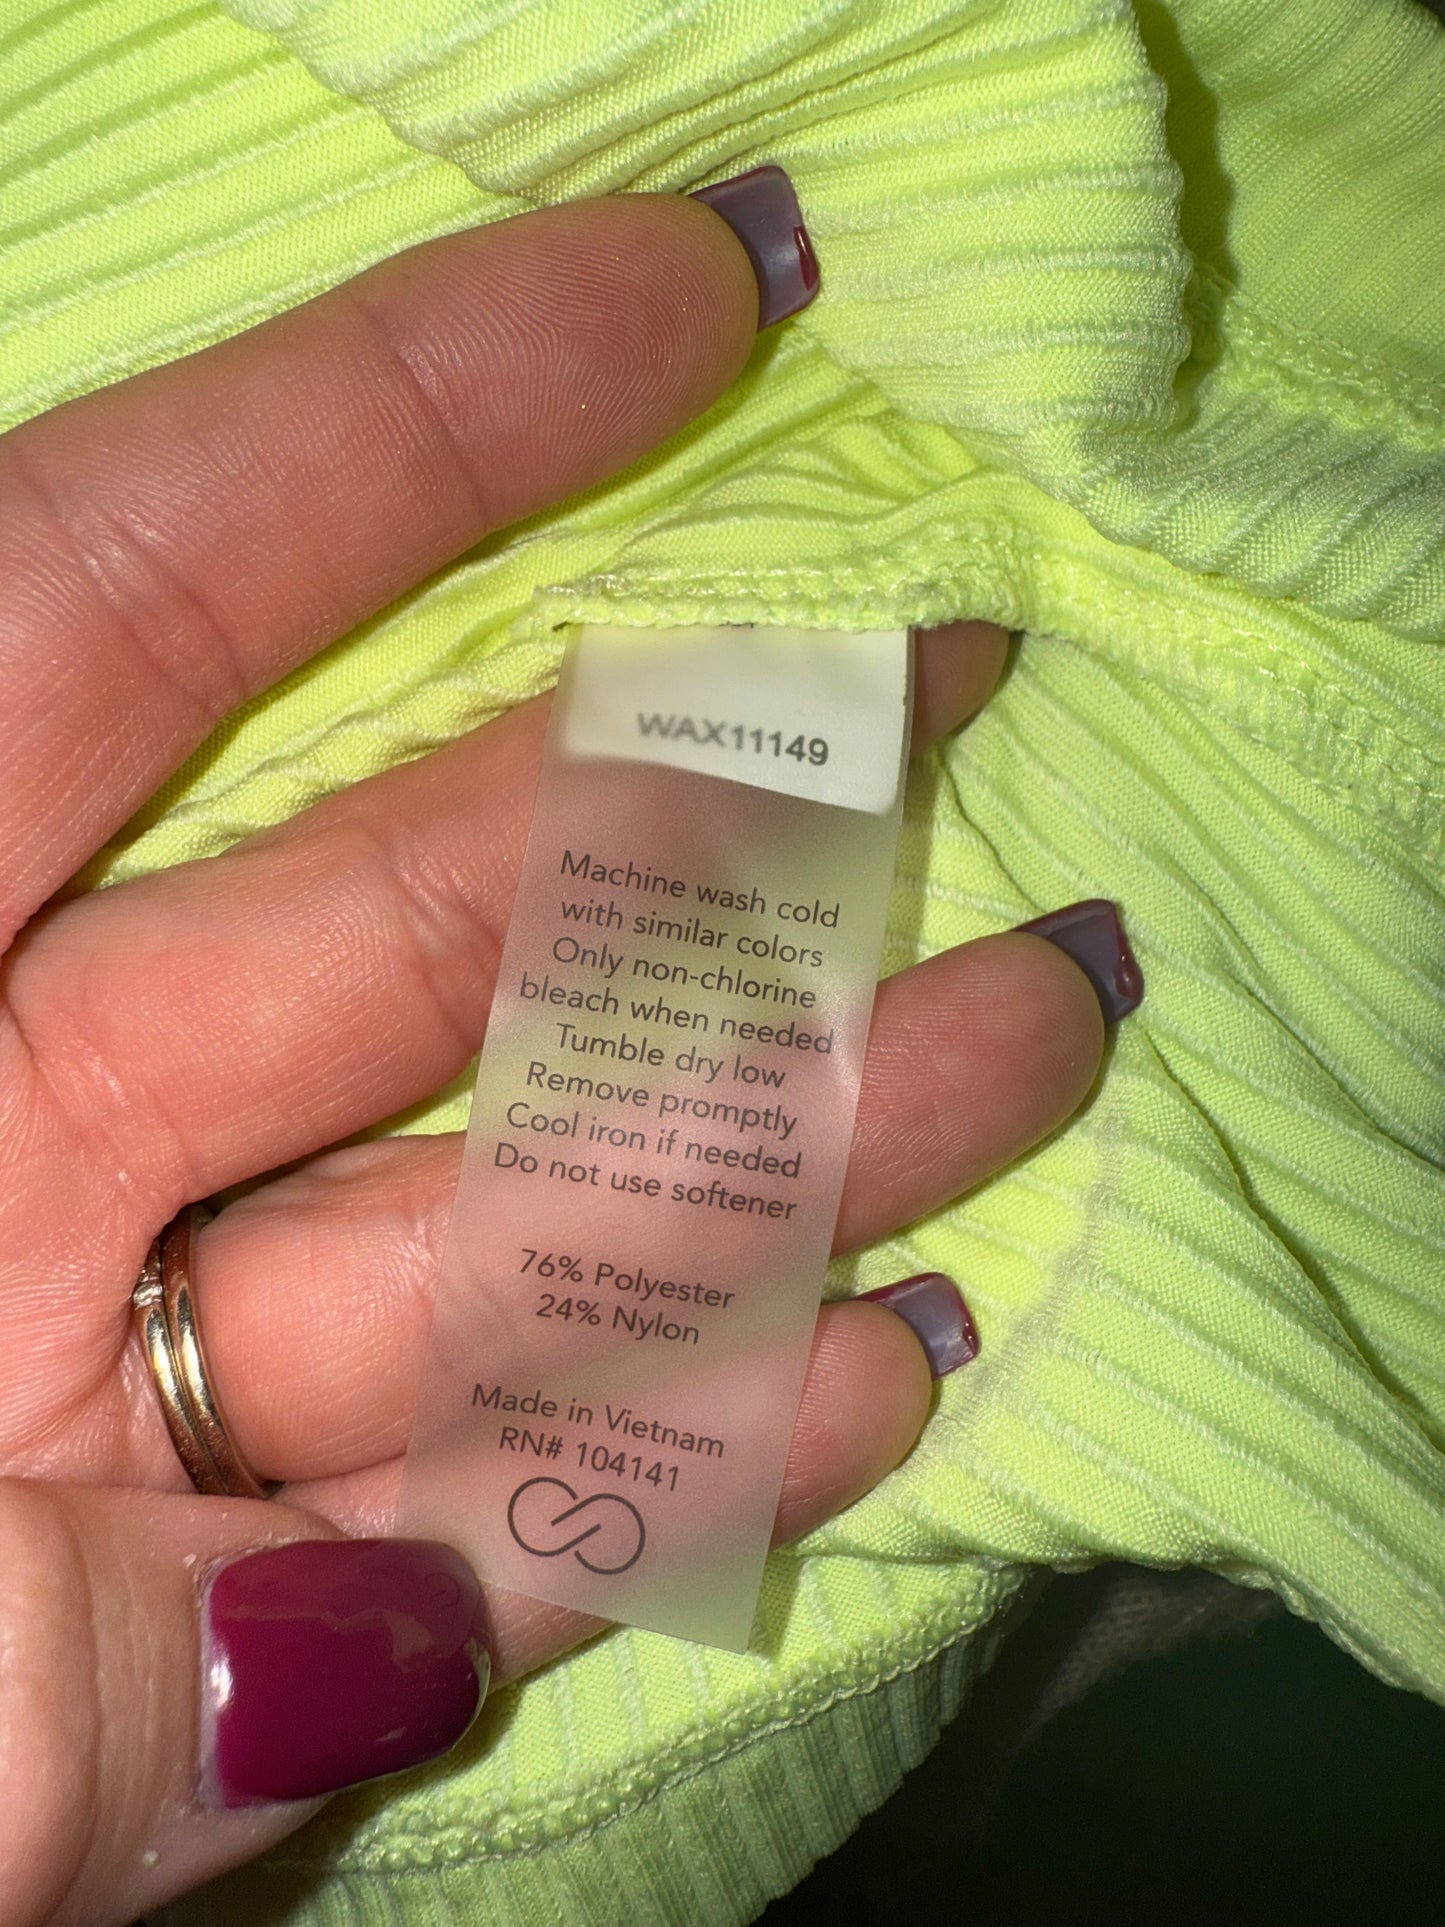 WAX11149
Machine wash cold
with similar colors
Only non-chlorine
bleach when needed
Tumble dry low
Remove promptly
Cool iron if needed
Do not use softener
76% Polyester
24% Nylon
Made in Vietnam
RN# 104141